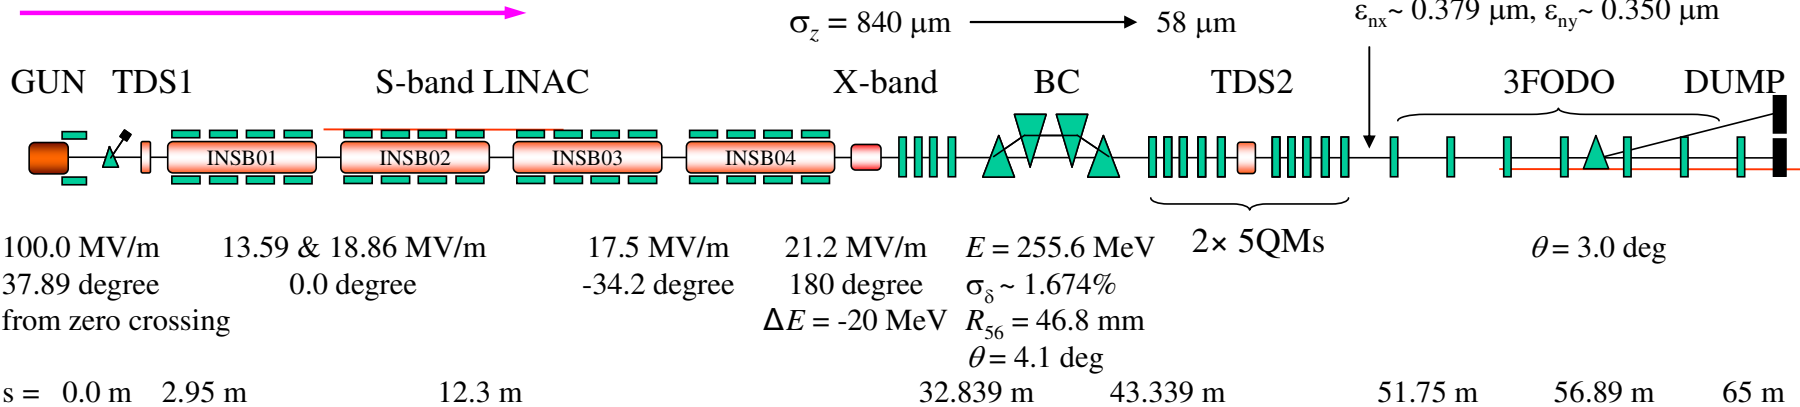 σz = 840 μm 58 μm εnx~ 0.379 μm, εny~ 0.350 μm
GUN TDS1 S-band LINAC X-band BC TDS2 3FODO DUMP
INSB01 INSB02 INSB03 INSB04
100.0 MV/m 13.59 & 18.86 MV/m 17.5 MV/m 21.2 MV/m E = 255.6 MeV 2× 5QMs θ = 3.0 deg
37.89 degree 0.0 degree -34.2 degree 180 degree σδ ~ 1.674%
from zero crossing ΔE = -20 MeV R56 = 46.8 mm
θ = 4.1 deg
s = 0.0 m 2.95 m 12.3 m 32.839 m 43.339 m 51.75 m 56.89 m 65 m